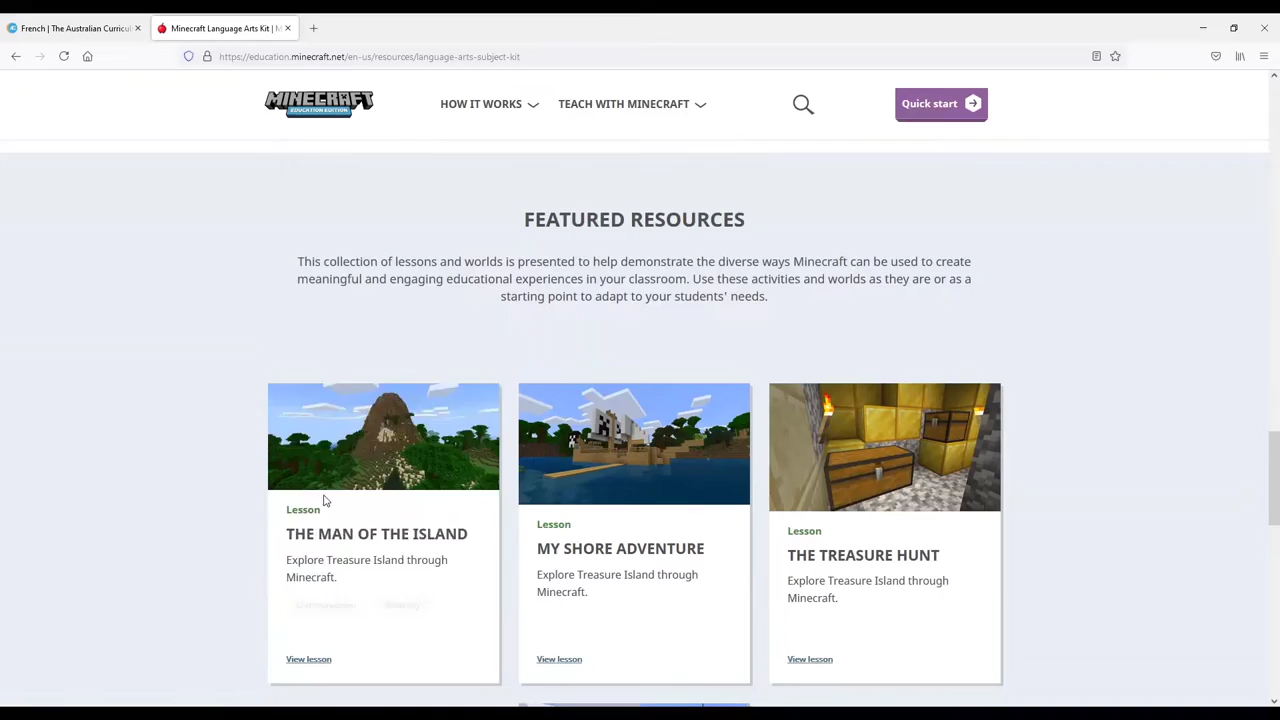 French | The Australian Curricul
Minecraft Language Arts Kit | M
https://education.minecraft.net/en-us/resources/language-arts-subject-kit
MINECRAFT
EDUCATION EDITION
HOW IT WORKS
TEACH WITH MINECRAFT
Quick start
FEATURED RESOURCES
This collection of lessons and worlds is presented to help demonstrate the diverse ways Minecraft can be used to create
meaningful and engaging educational experiences in your classroom. Use these activities and worlds as they are or as a
starting point to adapt to your students' needs.
Lesson
THE MAN OF THE ISLAND
Explore Treasure Island through
Minecraft.
View lesson
Lesson
MY SHORE ADVENTURE
Explore Treasure Island through
Minecraft.
View lesson
Lesson
THE TREASURE HUNT
Explore Treasure Island through
Minecraft.
View lesson